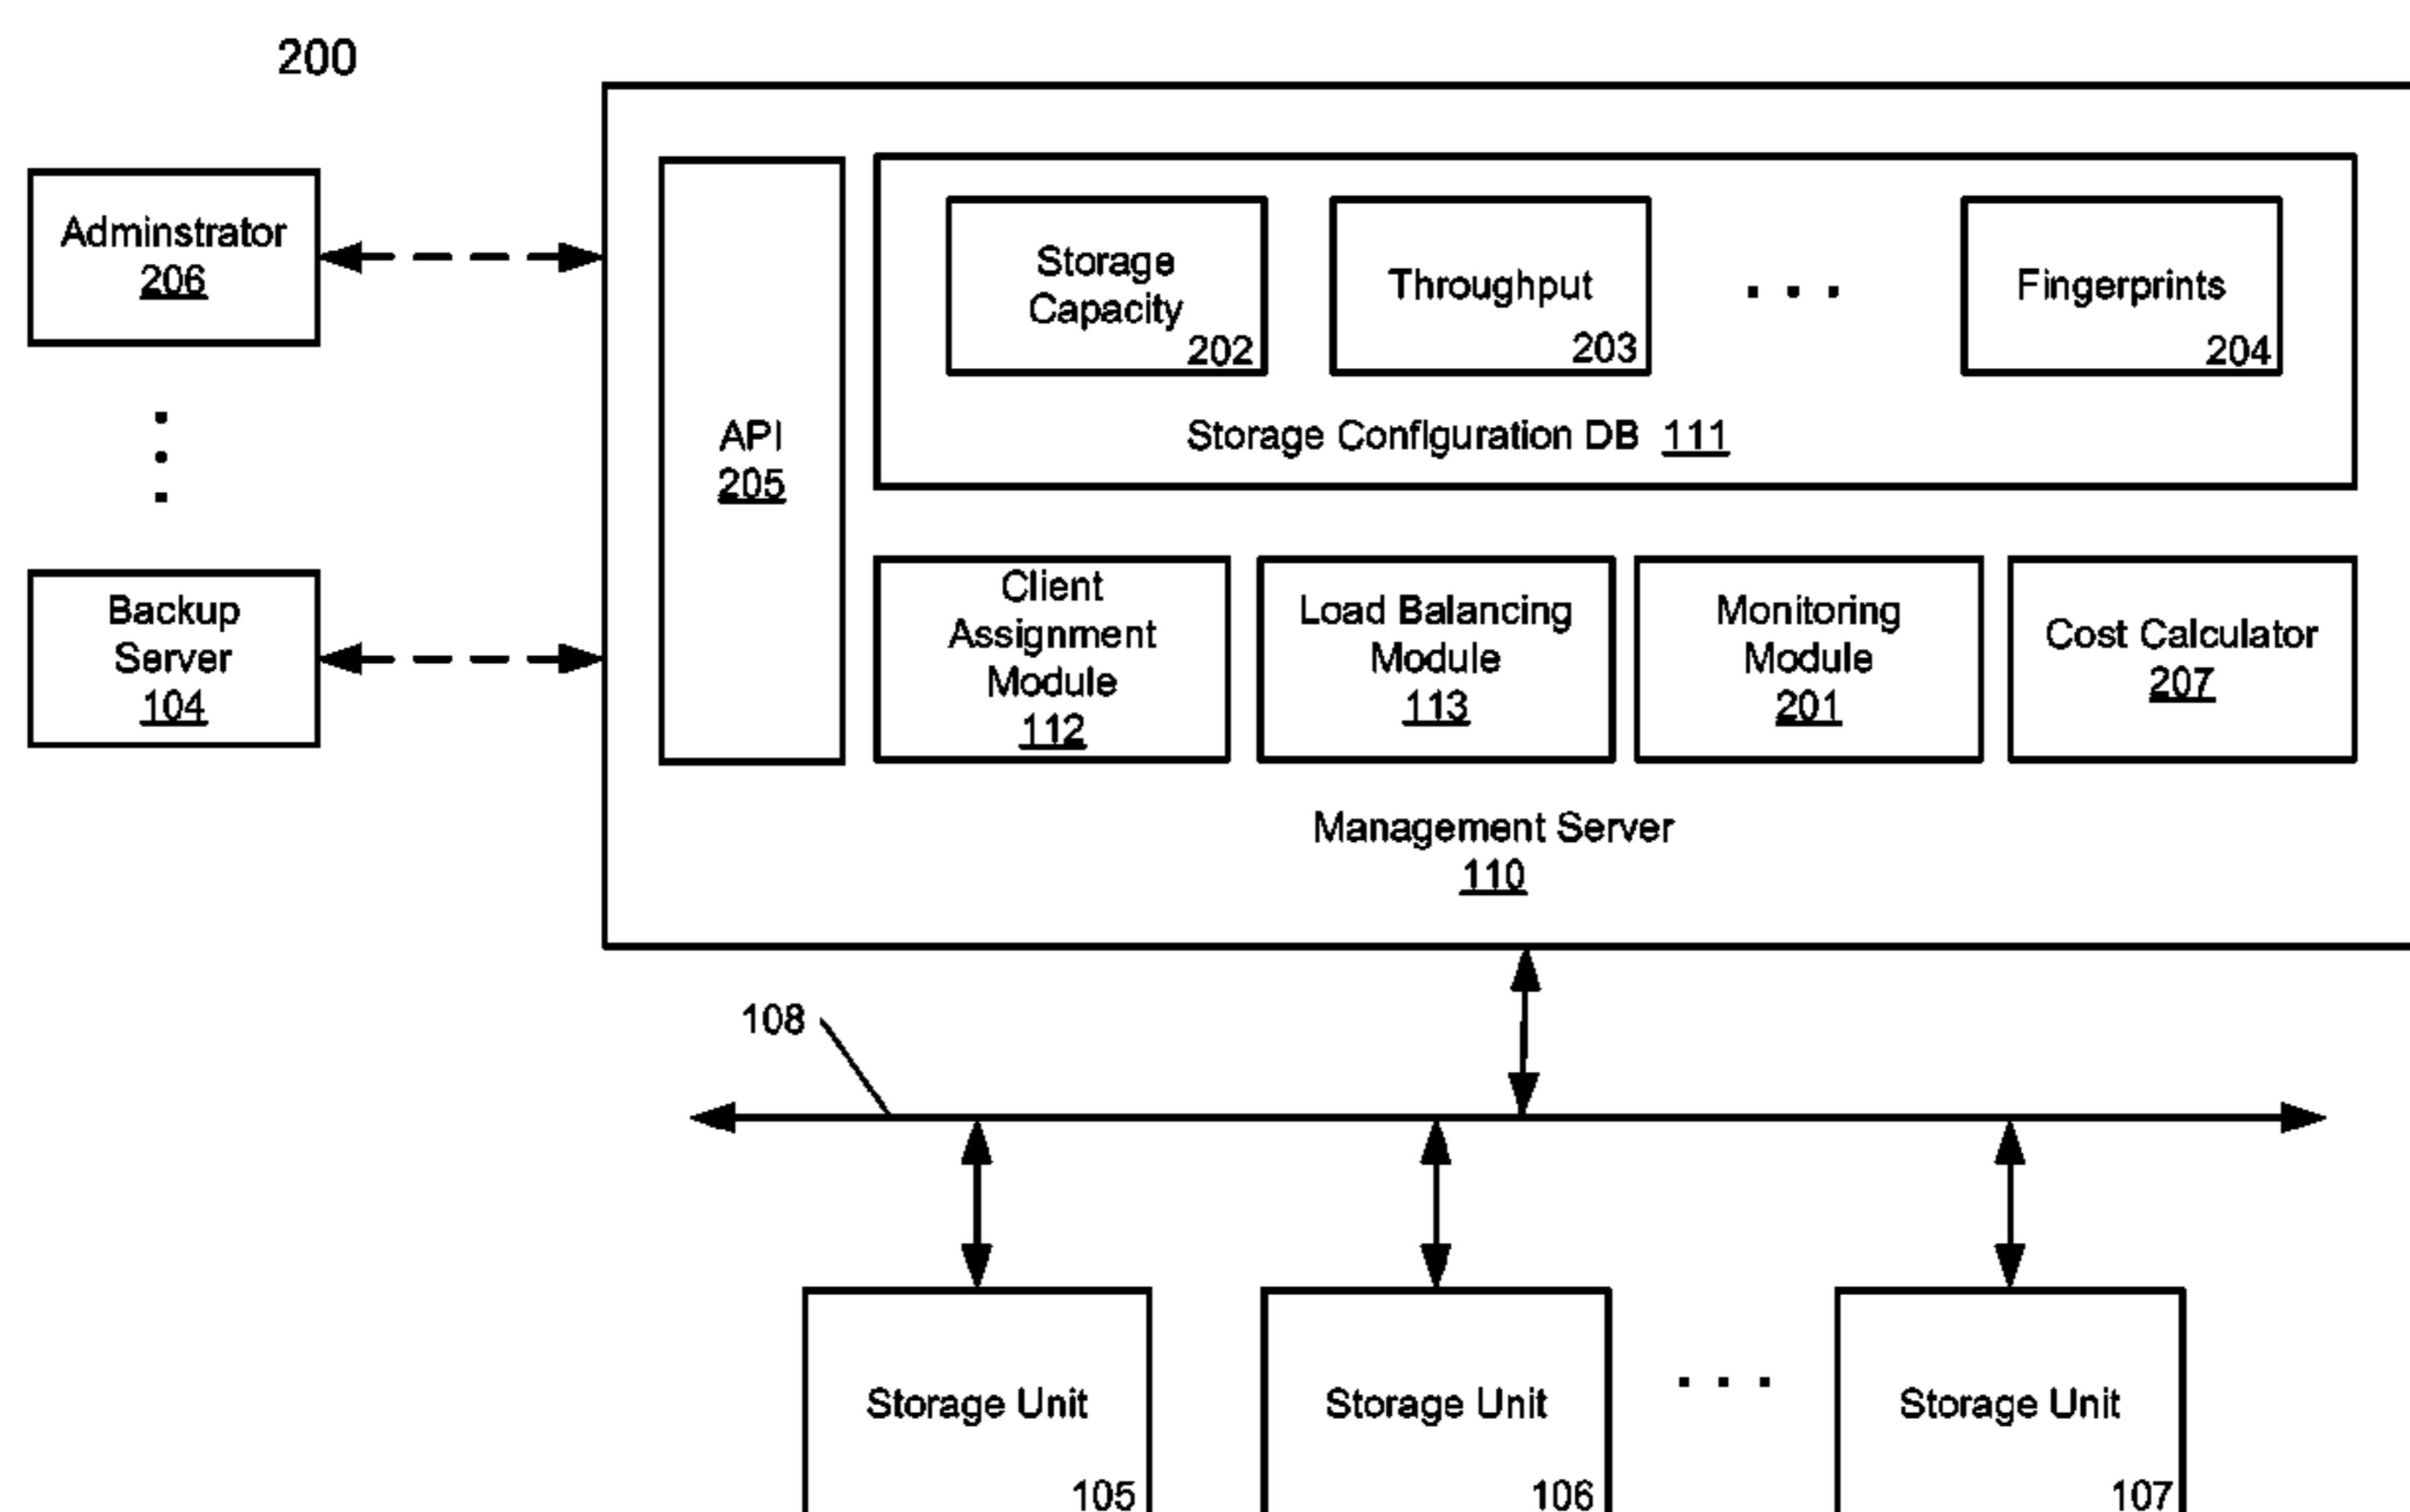 200
Adminstrator
206
Backup
Server
104
API
205
Storage
Capacity
202
Throughput
203
. . .
Fingerprints
204
Storage Configuration DB 111
Client
Assignment
Module
112
Load Balancing
Module
113
Monitoring
Module
201
Cost Calculator
207
Management Server
110
108
Storage Unit
105
Storage Unit
106
. . .
Storage Unit
107